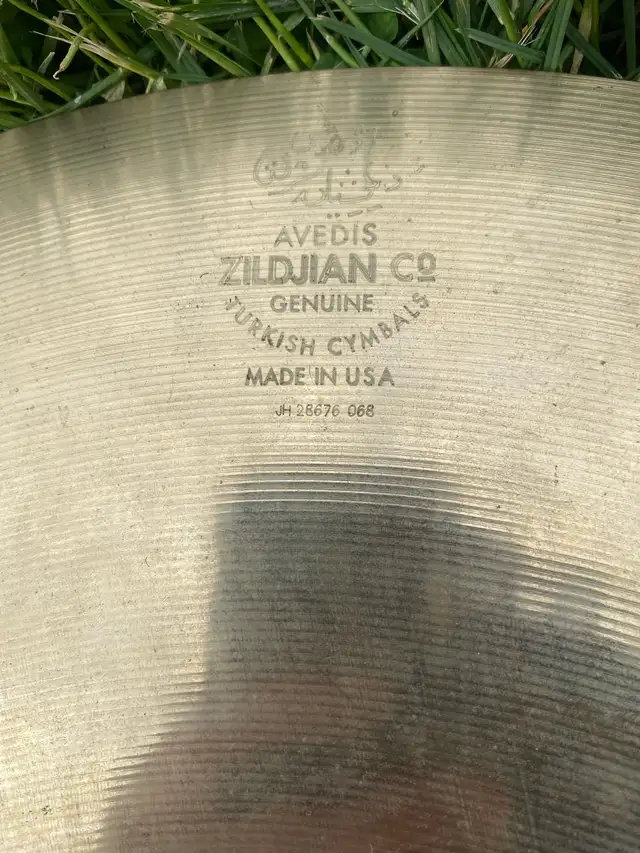 AVEDIS
ZILDJIAN Cº
GENUINE
TURKISH CYMBALS
MADE IN USA
JH 28676 068